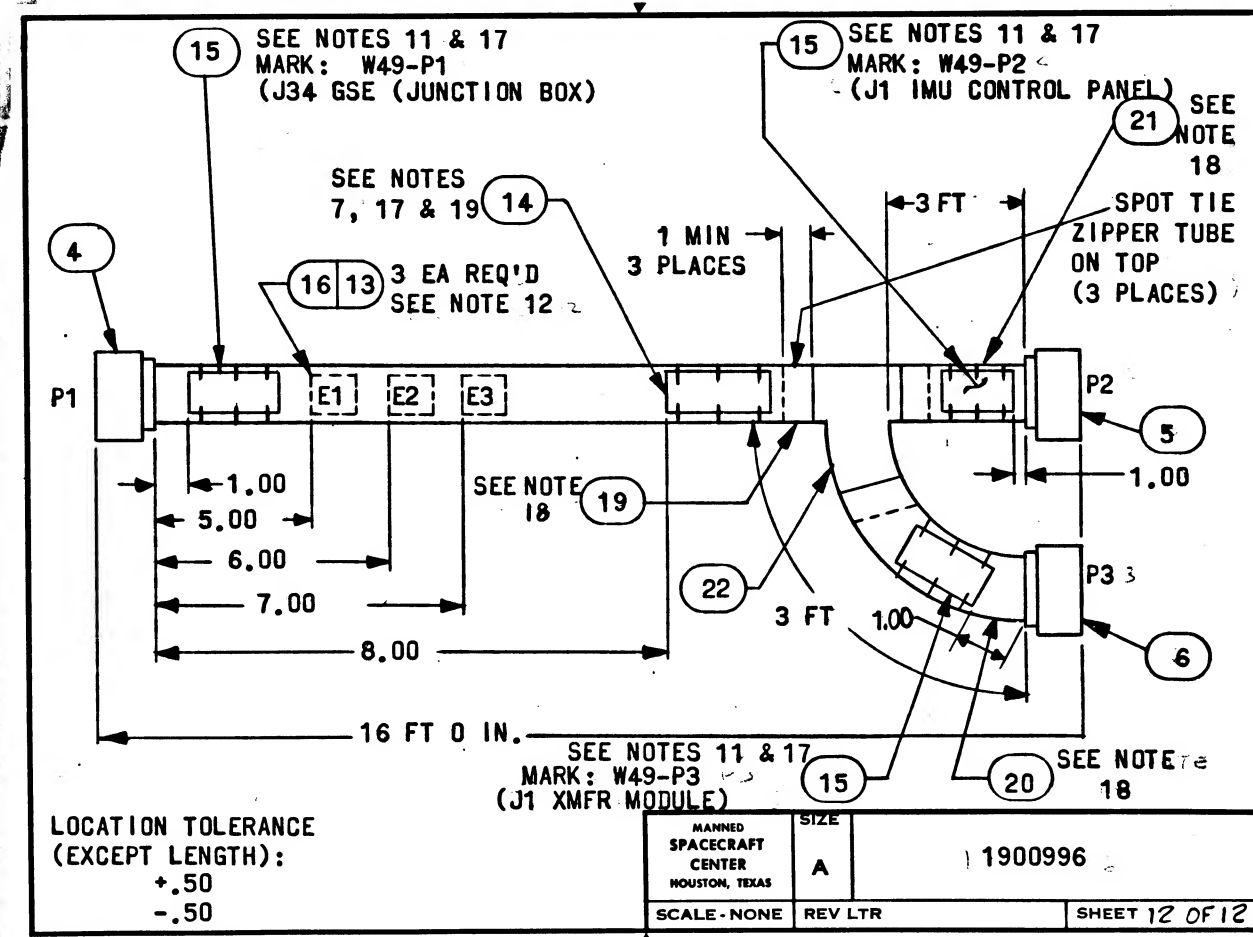 15
SEE NOTES 11 & 17
MARK: W49-P1
(J34 GSE (JUNCTION BOX)
15
SEE NOTES 11 & 17
MARK: W49-P2
(J1 IMU CONTROL PANEL)
21
SEE
NOTE
18
SEE NOTES
7, 17 & 19
14
3 FT
SPOT TIE
ZIPPER TUBE
ON TOP
(3 PLACES)
1 MIN
3 PLACES
4
16 13
3 EA REQ'D
SEE NOTE 12
P1
E1
E2
E3
P2
5
1.00
1.00
5.00
SEE NOTE
18
19
6.00
7.00
22
3 FT
1.00
P3 3
8.00
6
16 FT 0 IN.
SEE NOTES 11 & 17
MARK: W49-P3
(J1 XMFR MODULE)
15
20
SEE NOTE
18
LOCATION TOLERANCE
(EXCEPT LENGTH):
+.50
-.50
MANNED
SPACECRAFT
CENTER
HOUSTON, TEXAS
SIZE
A
1900996
SCALE - NONE
REV LTR
SHEET 12 OF 12